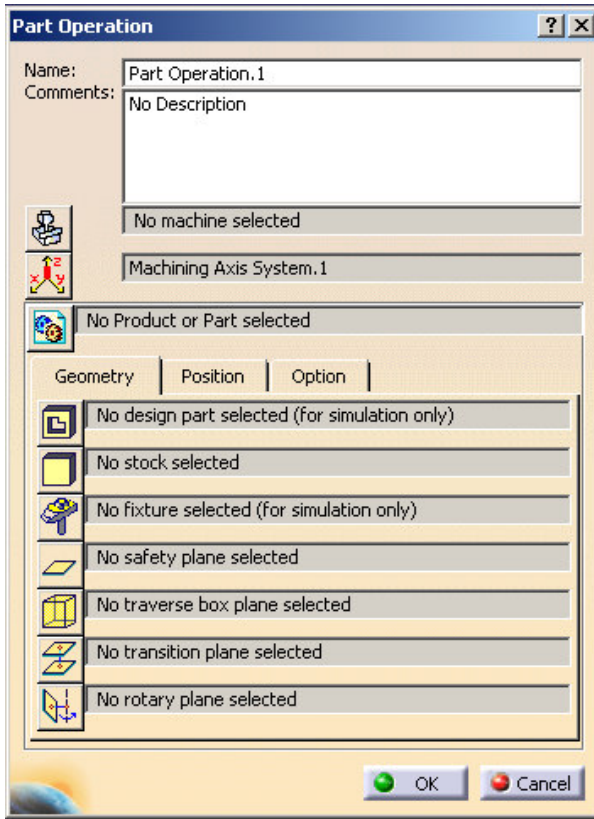 Part Operation
Name: Part Operation.1
Comments: No Description
No machine selected
Machining Axis System.1
No Product or Part selected
Geometry Position Option
No design part selected (for simulation only)
No stock selected
No fixture selected (for simulation only)
No safety plane selected
No traverse box plane selected
No transition plane selected
No rotary plane selected
OK Cancel